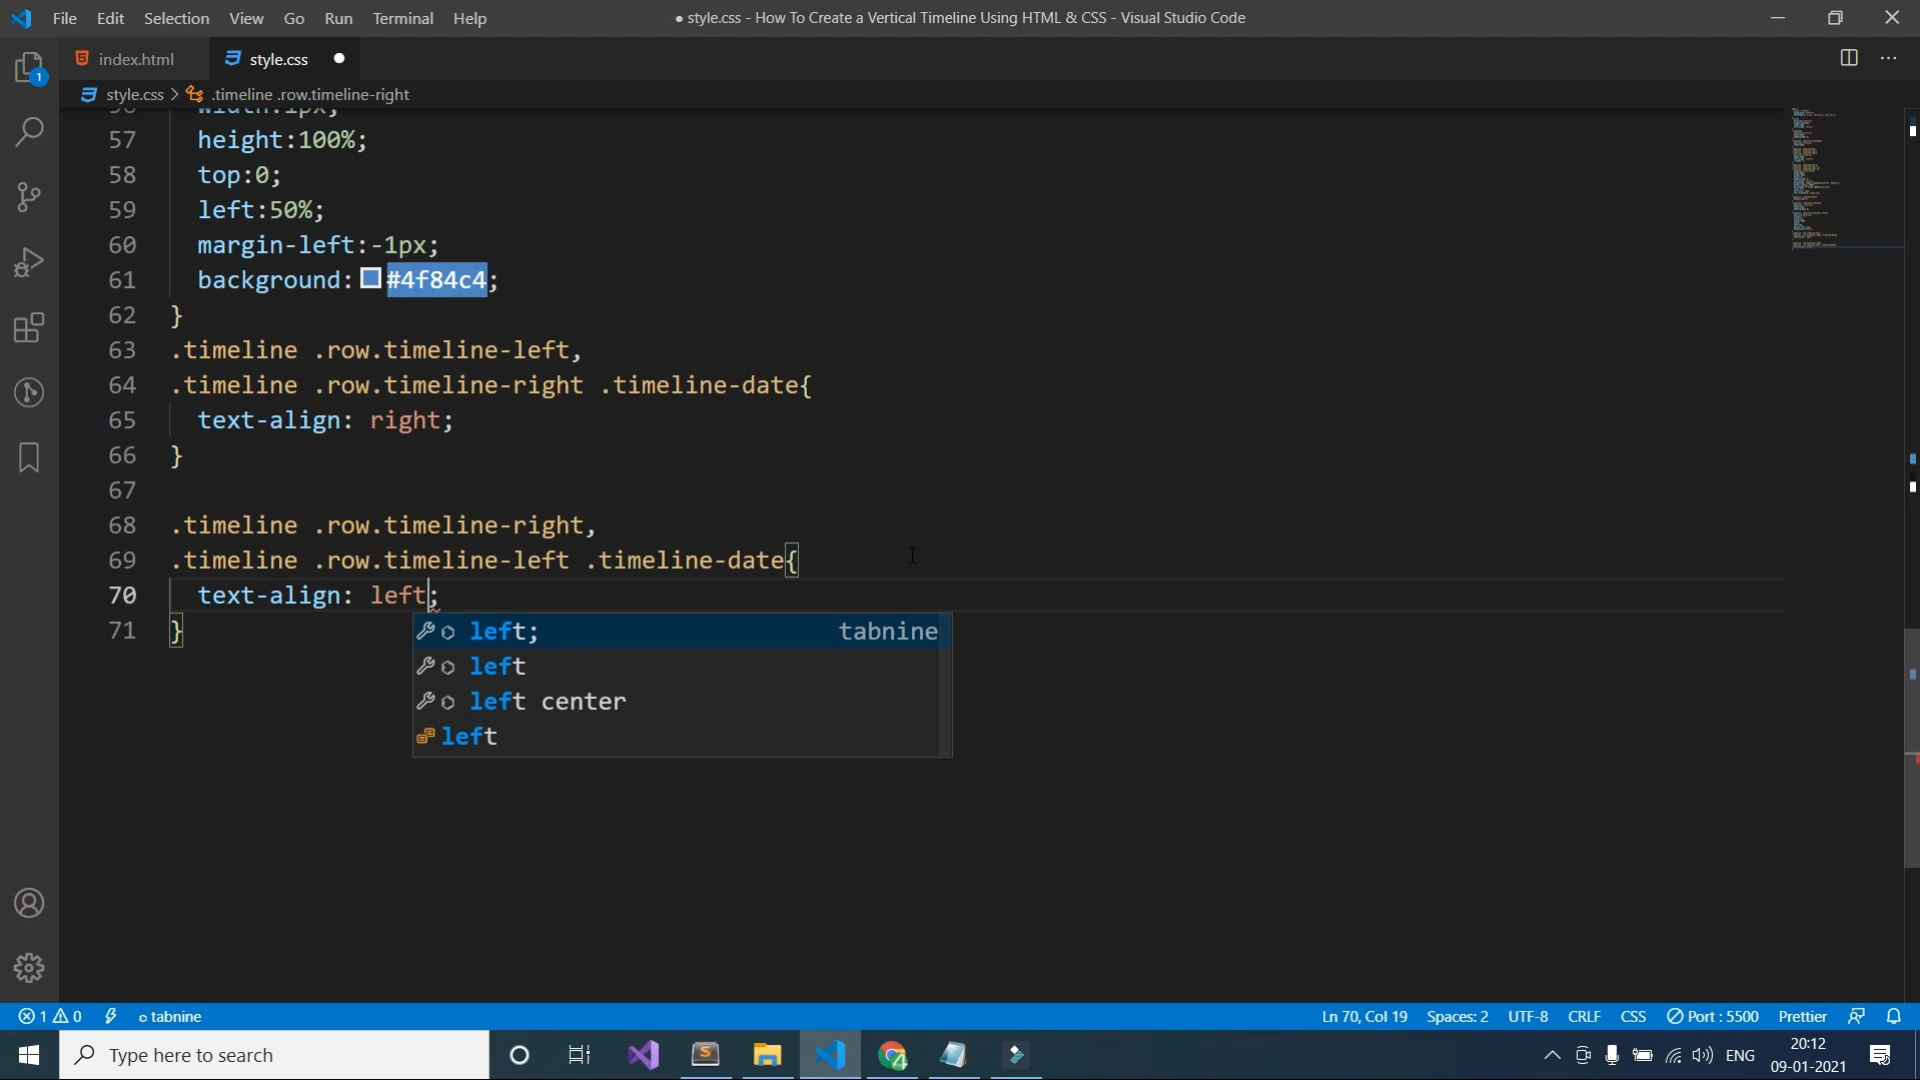 File Edit Selection View Go Run Terminal Help
● style.css - How To Create a Vertical Timeline Using HTML & CSS - Visual Studio Code
index.html
style.css
style.css > .timeline .row.timeline-right
1
56 width:1px;
57 height:100%;
58 top:0;
59 left:50%;
60 margin-left:-1px;
61 background: #4f84c4;
62 }
63 .timeline .row.timeline-left,
64 .timeline .row.timeline-right .timeline-date{
65 text-align: right;
66 }
67
68 .timeline .row.timeline-right,
69 .timeline .row.timeline-left .timeline-date{
70 text-align: left;
71 }
left; tabnine
left
left center
left
1 0 tabnine
Ln 70, Col 19 Spaces: 2 UTF-8 CRLF CSS Port : 5500 Prettier
Type here to search
ENG
20:12
09-01-2021